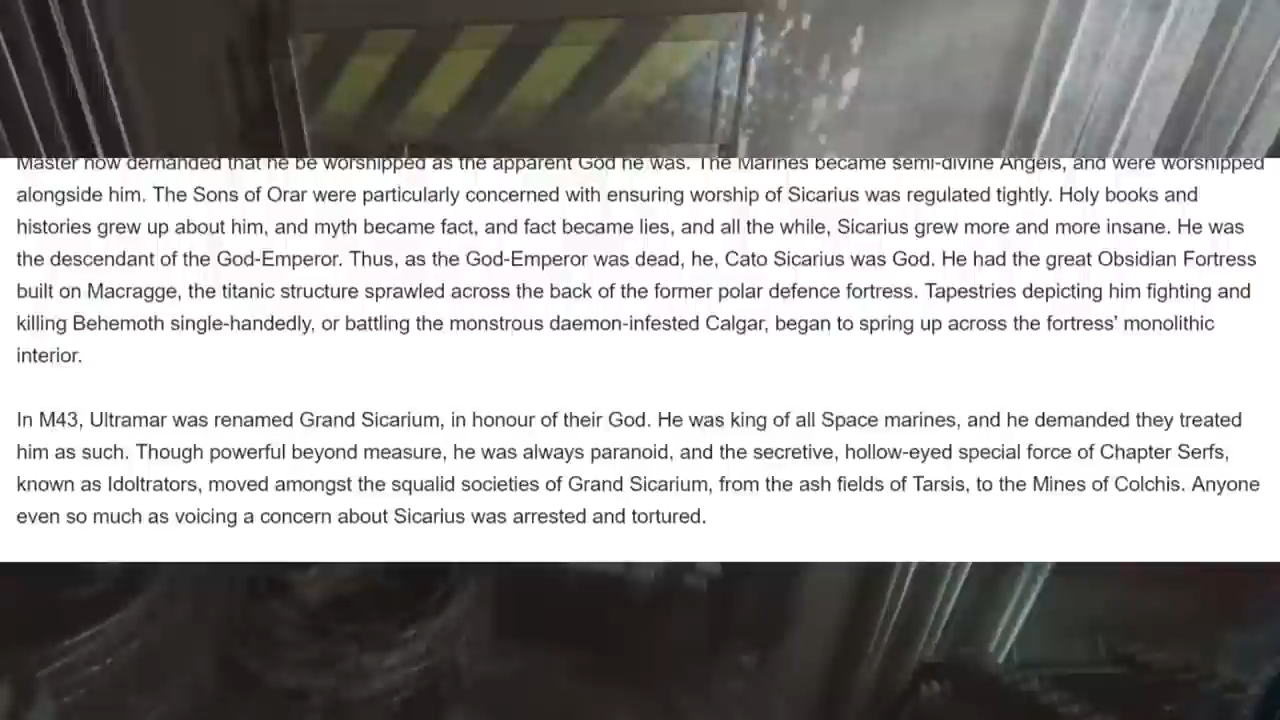 Master now demanded that he be worshipped as the apparent God he was. The Marines became semi-divine Angels, and were worshipped
alongside him. The Sons of Orar were particularly concerned with ensuring worship of Sicarius was regulated tightly. Holy books and
histories grew up about him, and myth became fact, and fact became lies, and all the while, Sicarius grew more and more insane. He was
the descendant of the God-Emperor. Thus, as the God-Emperor was dead, he, Cato Sicarius was God. He had the great Obsidian Fortress
built on Macragge, the titanic structure sprawled across the back of the former polar defence fortress. Tapestries depicting him fighting and
killing Behemoth single-handedly, or battling the monstrous daemon-infested Calgar, began to spring up across the fortress’ monolithic
interior.
In M43, Ultramar was renamed Grand Sicarium, in honour of their God. He was king of all Space marines, and he demanded they treated
him as such. Though powerful beyond measure, he was always paranoid, and the secretive, hollow-eyed special force of Chapter Serfs,
known as Idoltrators, moved amongst the squalid societies of Grand Sicarium, from the ash fields of Tarsis, to the Mines of Colchis. Anyone
even so much as voicing a concern about Sicarius was arrested and tortured.